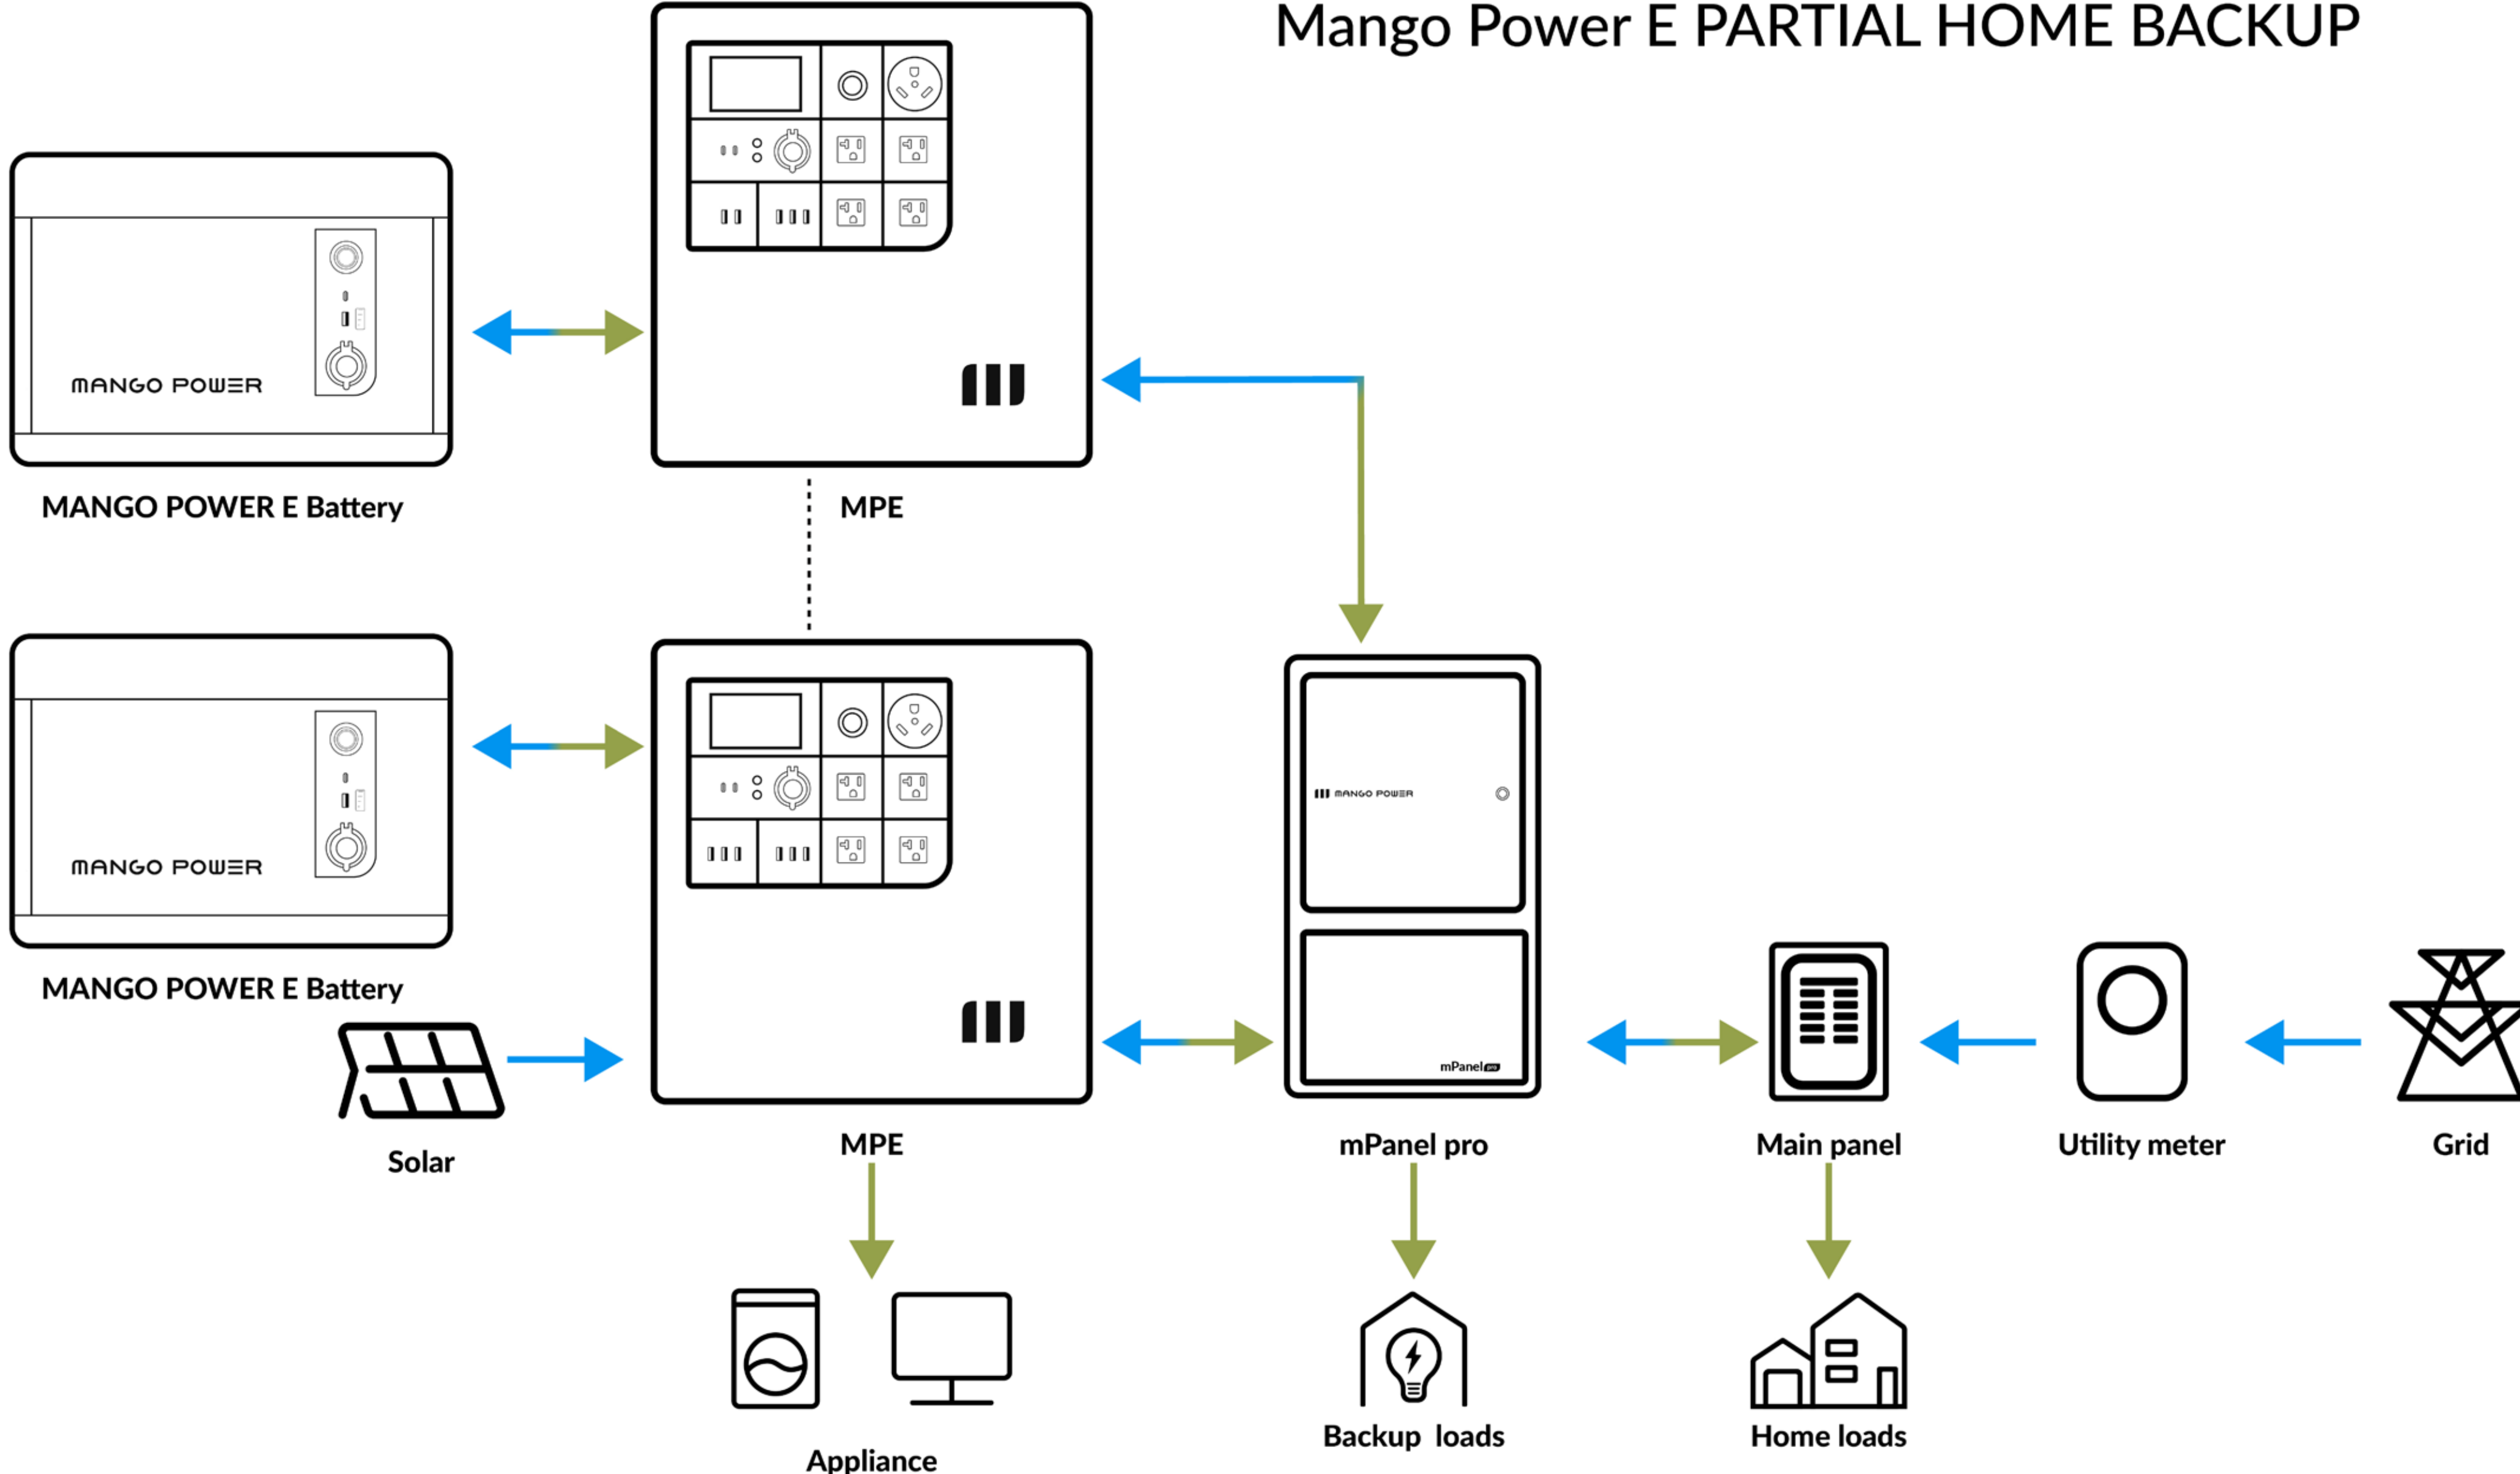 Mango Power E PARTIAL HOME BACKUP
MANGO POWER
MANGO POWER E Battery
MPE
MANGO POWER
MANGO POWER E Battery
MANGO POWER
mPanel pro
Solar
MPE
mPanel pro
Main panel
Utility meter
Grid
Appliance
Backup loads
Home loads